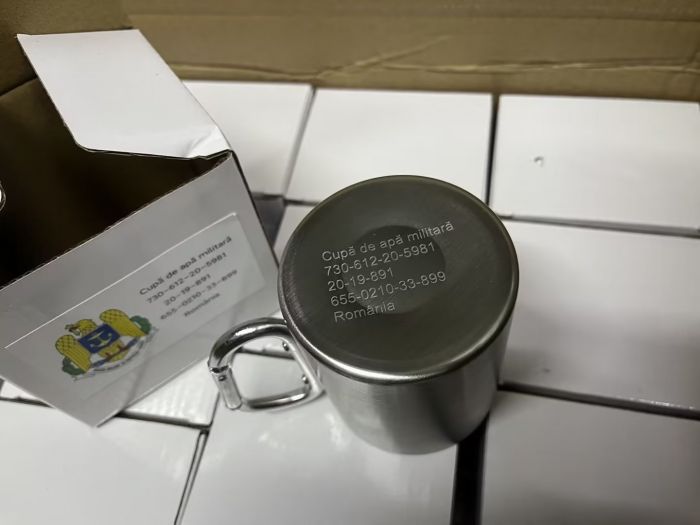 Cupă de apă militară
730-612-20-5981
20-19-891
655-0210-33-899
România
Cupă de apă militară
730-612-20-5981
20-19-891
655-0210-33-899
România